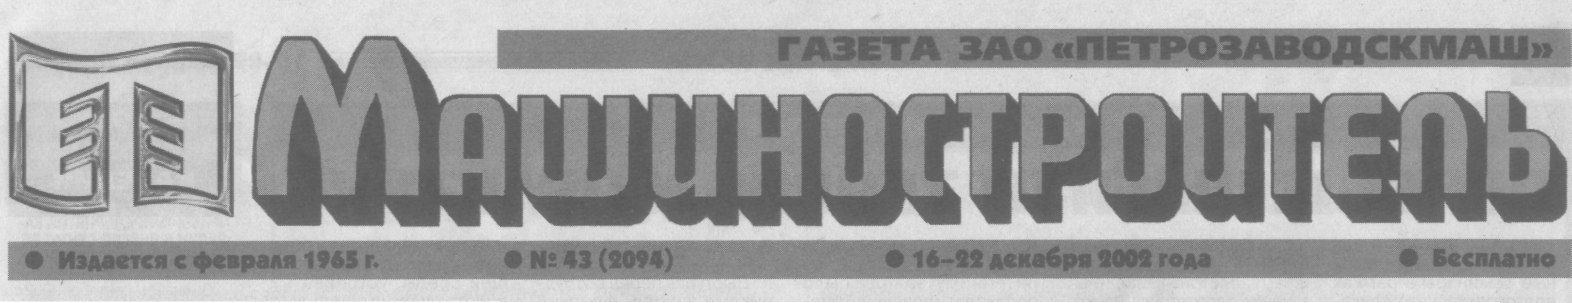 ГАЗЕТА ЗАО «ПЕТРОЗАВОДСКМАШ»
Машиностроитель
● Издается с февраля 1965 г. ● № 43 (2094) ● 16–22 декабря 2002 года ● Бесплатно